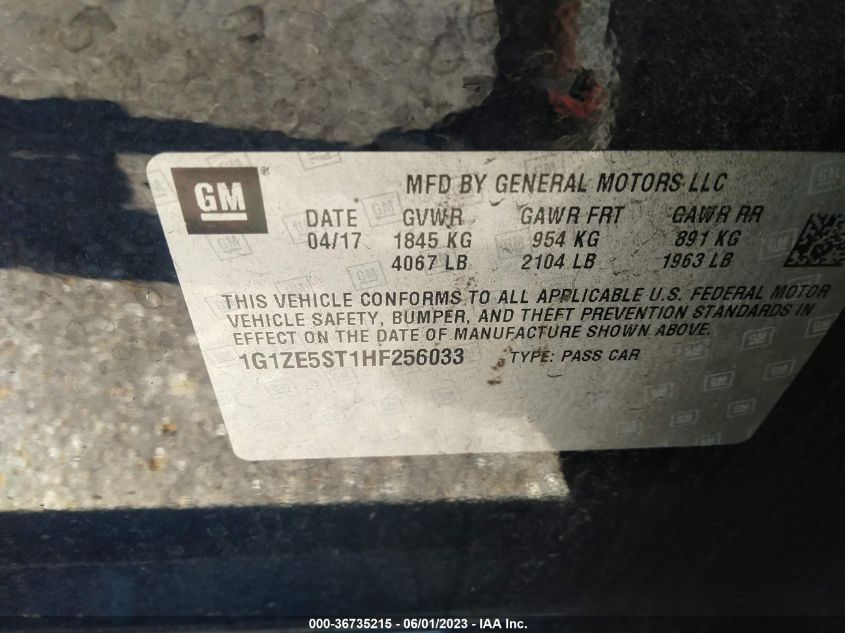 GM
MFD BY GENERAL MOTORS LLC
DATE GVWR GAWR FRT GAWR RR
04/17 1845 KG 954 KG 891 KG
4067 LB 2104 LB 1963 LB
THIS VEHICLE CONFORMS TO ALL APPLICABLE U.S. FEDERAL MOTOR
VEHICLE SAFETY, BUMPER, AND THEFT PREVENTION STANDARDS IN
EFFECT ON THE DATE OF MANUFACTURE SHOWN ABOVE.
1G1ZE5ST1HF256033 TYPE: PASS CAR
000-36735215 - 06/01/2023 - IAA Inc.